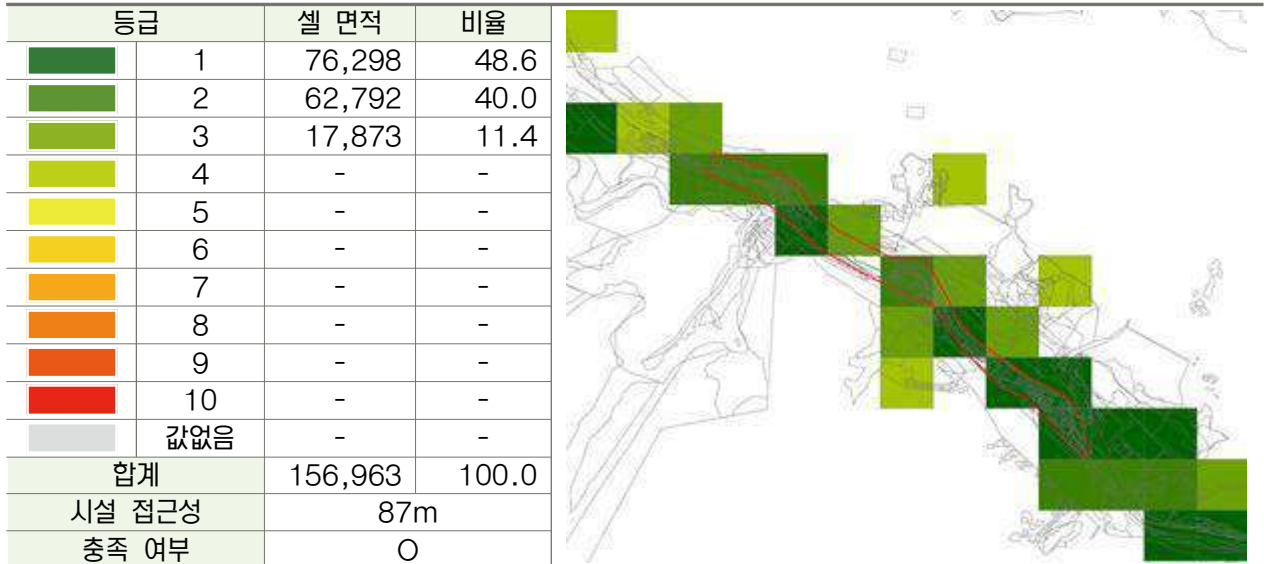 등급 셀 면적 비율
1 76,298 48.6
2 62,792 40.0
3 17,873 11.4
4 - -
5 - -
6 - -
7 - -
8 - -
9 - -
10 - -
값없음 - -
합계 156,963 100.0
시설 접근성 87m
충족 여부 O